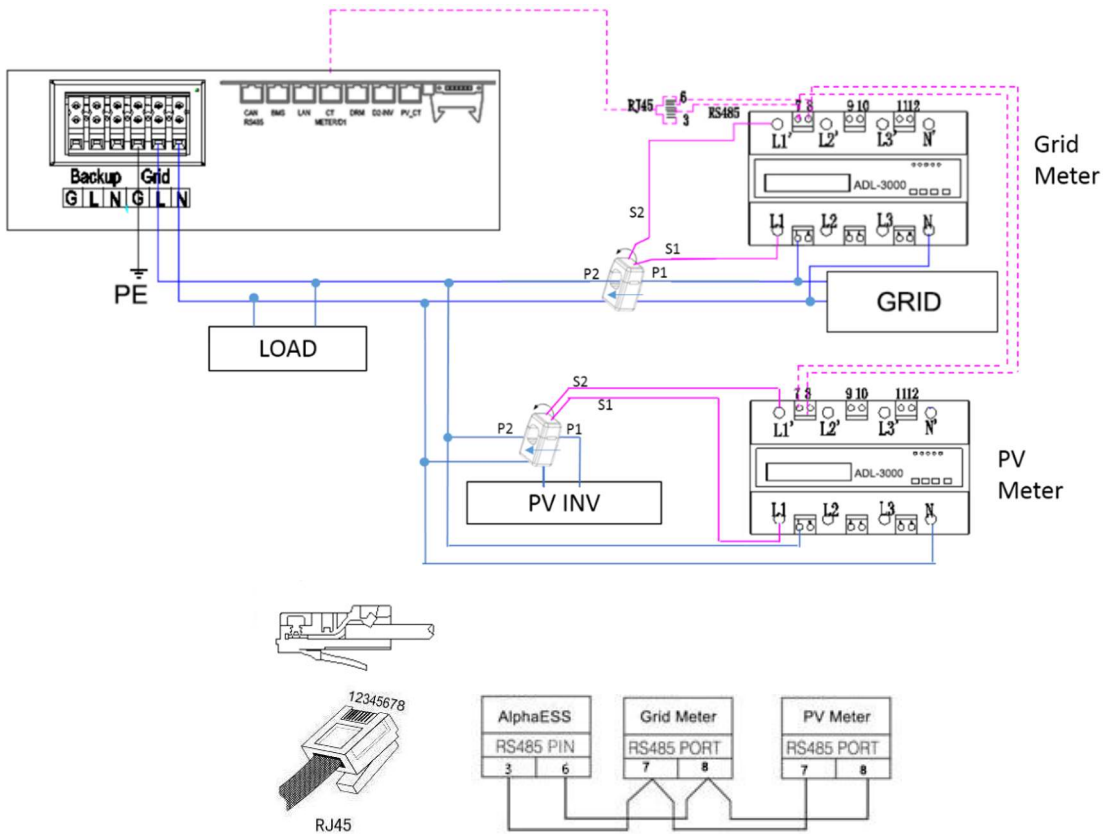 CAN RS485
BMS
LAN
CT METER/D1
DRM
D2-INV
PV_CT
Backup Grid
G L N G L N
PE
LOAD
RJ45
6
3
RS485
7 8
9 10
11 12
L1' L2' L3' N'
ADL-3000
L1 L2 L3 N
Grid Meter
S2
S1
P2
P1
GRID
S2
S1
P2
P1
PV INV
7 8
9 10
11 12
L1' L2' L3' N'
ADL-3000
L1 L2 L3 N
PV Meter
12345678
RJ45
AlphaESS
RS485 PIN
3 6
Grid Meter
RS485 PORT
7 8
PV Meter
RS485 PORT
7 8